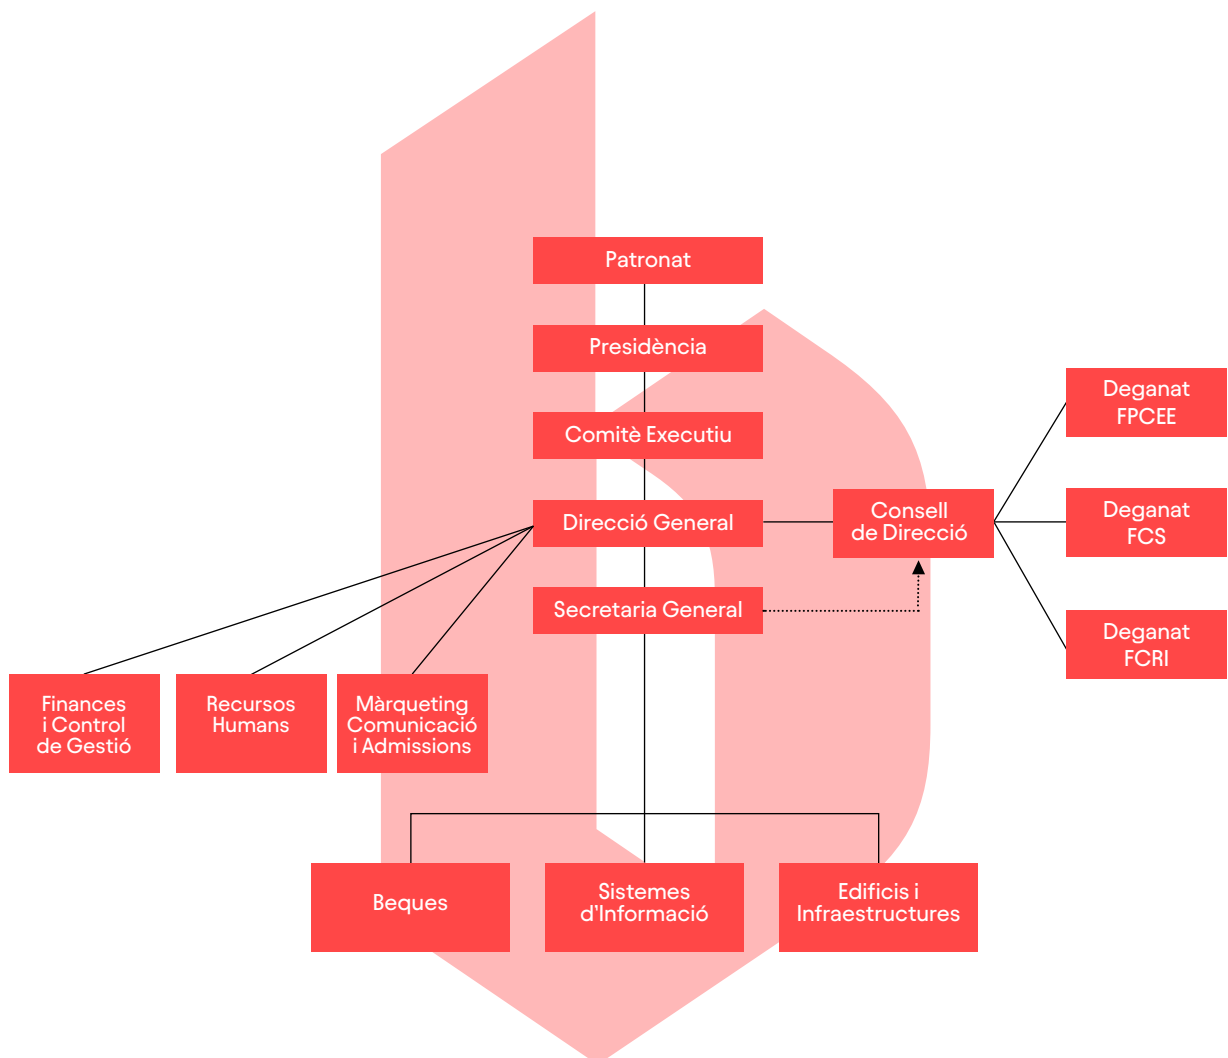 Patronat
Presidència
Comitè Executiu
Direcció General
Consell
de Direcció
Secretaria General
Deganat
FPCEE
Deganat
FCS
Deganat
FCRI
Finances
i Control
de Gestió
Recursos
Humans
Màrqueting
Comunicació
i Admissions
Beques
Sistemes
d'Informació
Edificis i
Infraestructures